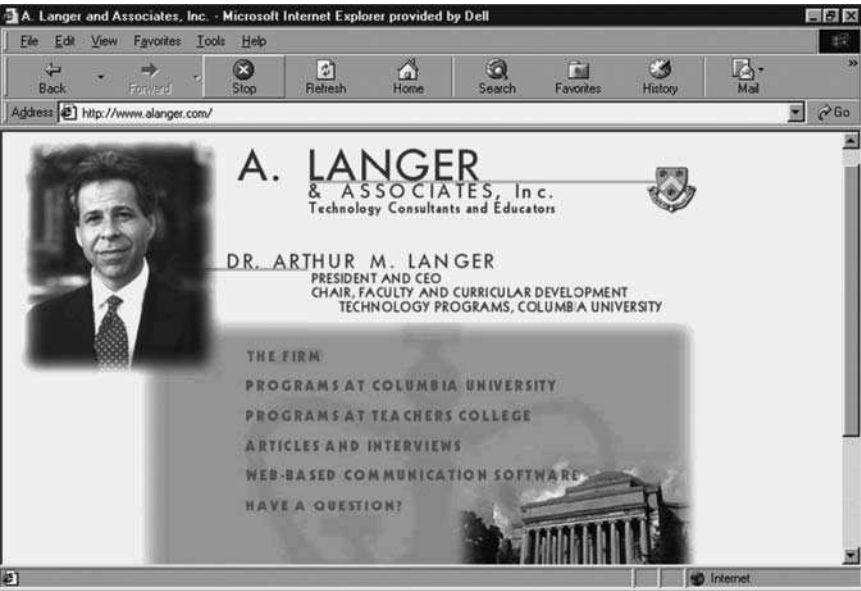 A. Langer and Associates, Inc. - Microsoft Internet Explorer provided by Dell
File Edit View Favorites Tools Help
Back Forward Stop Refresh Home Search Favorites History Mail
Address http://www.alanger.com/ Go
A. LANGER
& ASSOCIATES, Inc.
Technology Consultants and Educators
DR. ARTHUR M. LANGER
PRESIDENT AND CEO
CHAIR, FACULTY AND CURRICULAR DEVELOPMENT
TECHNOLOGY PROGRAMS, COLUMBIA UNIVERSITY
THE FIRM
PROGRAMS AT COLUMBIA UNIVERSITY
PROGRAMS AT TEACHERS COLLEGE
ARTICLES AND INTERVIEWS
WEB-BASED COMMUNICATION SOFTWARE
HAVE A QUESTION?
Internet